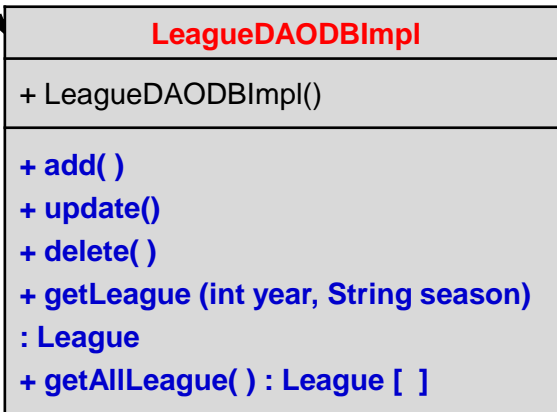 LeagueDAODBImpl
+ LeagueDAODBImpl()
+ add( )
+ update()
+ delete( )
+ getLeague (int year, String season)
: League
+ getAllLeague( ) : League [  ]